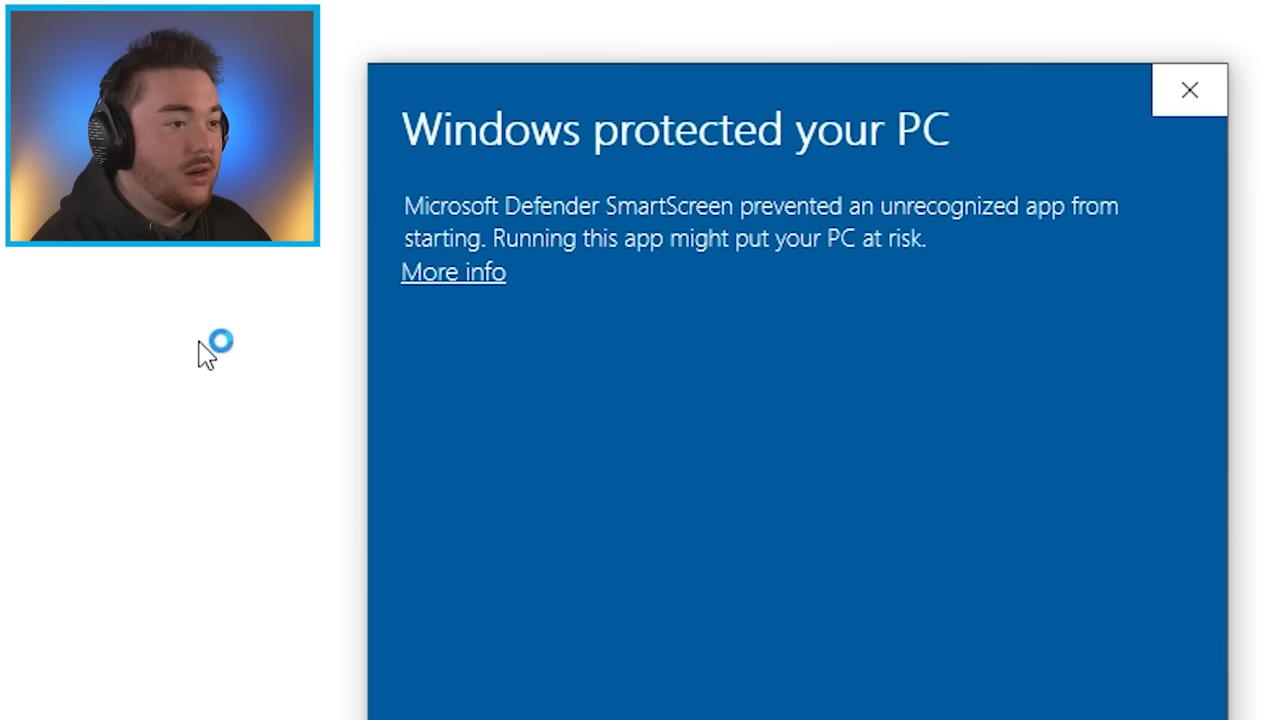 Windows protected your PC
Microsoft Defender SmartScreen prevented an unrecognized app from
starting. Running this app might put your PC at risk.
More info